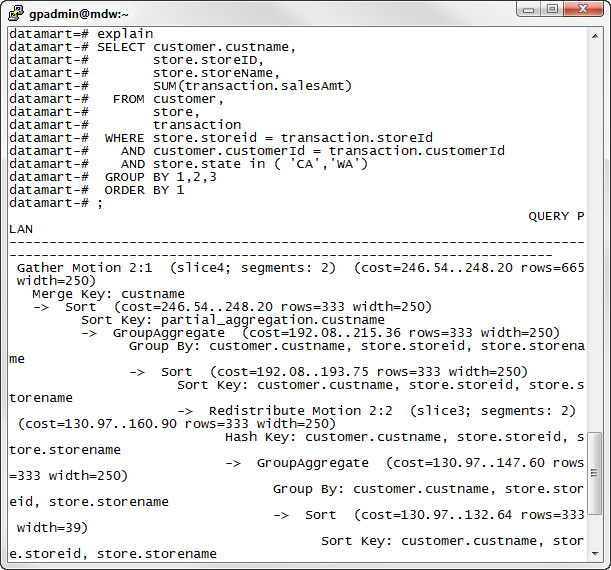 gpadmin@mdw:~
datamart=# explain
datamart-# SELECT customer.custname,
datamart-#        store.storeID,
datamart-#        store.storeName,
datamart-#        SUM(transaction.salesAmt)
datamart-#   FROM customer,
datamart-#        store,
datamart-#        transaction
datamart-#  WHERE store.storeid = transaction.storeId
datamart-#    AND customer.customerId = transaction.customerId
datamart-#    AND store.state in ( 'CA','WA')
datamart-#  GROUP BY 1,2,3
datamart-#  ORDER BY 1
datamart-# ;
                                                                 QUERY P
LAN
------------------------------------------------------------------------
--------------------------------------------------------------------
 Gather Motion 2:1  (slice4; segments: 2)  (cost=246.54..248.20 rows=665
 width=250)
   Merge Key: custname
   ->  Sort  (cost=246.54..248.20 rows=333 width=250)
         Sort Key: partial_aggregation.custname
         ->  GroupAggregate  (cost=192.08..215.36 rows=333 width=250)
               Group By: customer.custname, store.storeid, store.storena
me
               ->  Sort  (cost=192.08..193.75 rows=333 width=250)
                     Sort Key: customer.custname, store.storeid, store.s
torename
                     ->  Redistribute Motion 2:2  (slice3; segments: 2)
 (cost=130.97..160.90 rows=333 width=250)
                           Hash Key: customer.custname, store.storeid, s
tore.storename
                           ->  GroupAggregate  (cost=130.97..147.60 rows
=333 width=250)
                                 Group By: customer.custname, store.stor
eid, store.storename
                                 ->  Sort  (cost=130.97..132.64 rows=333
 width=39)
                                       Sort Key: customer.custname, stor
e.storeid, store.storename